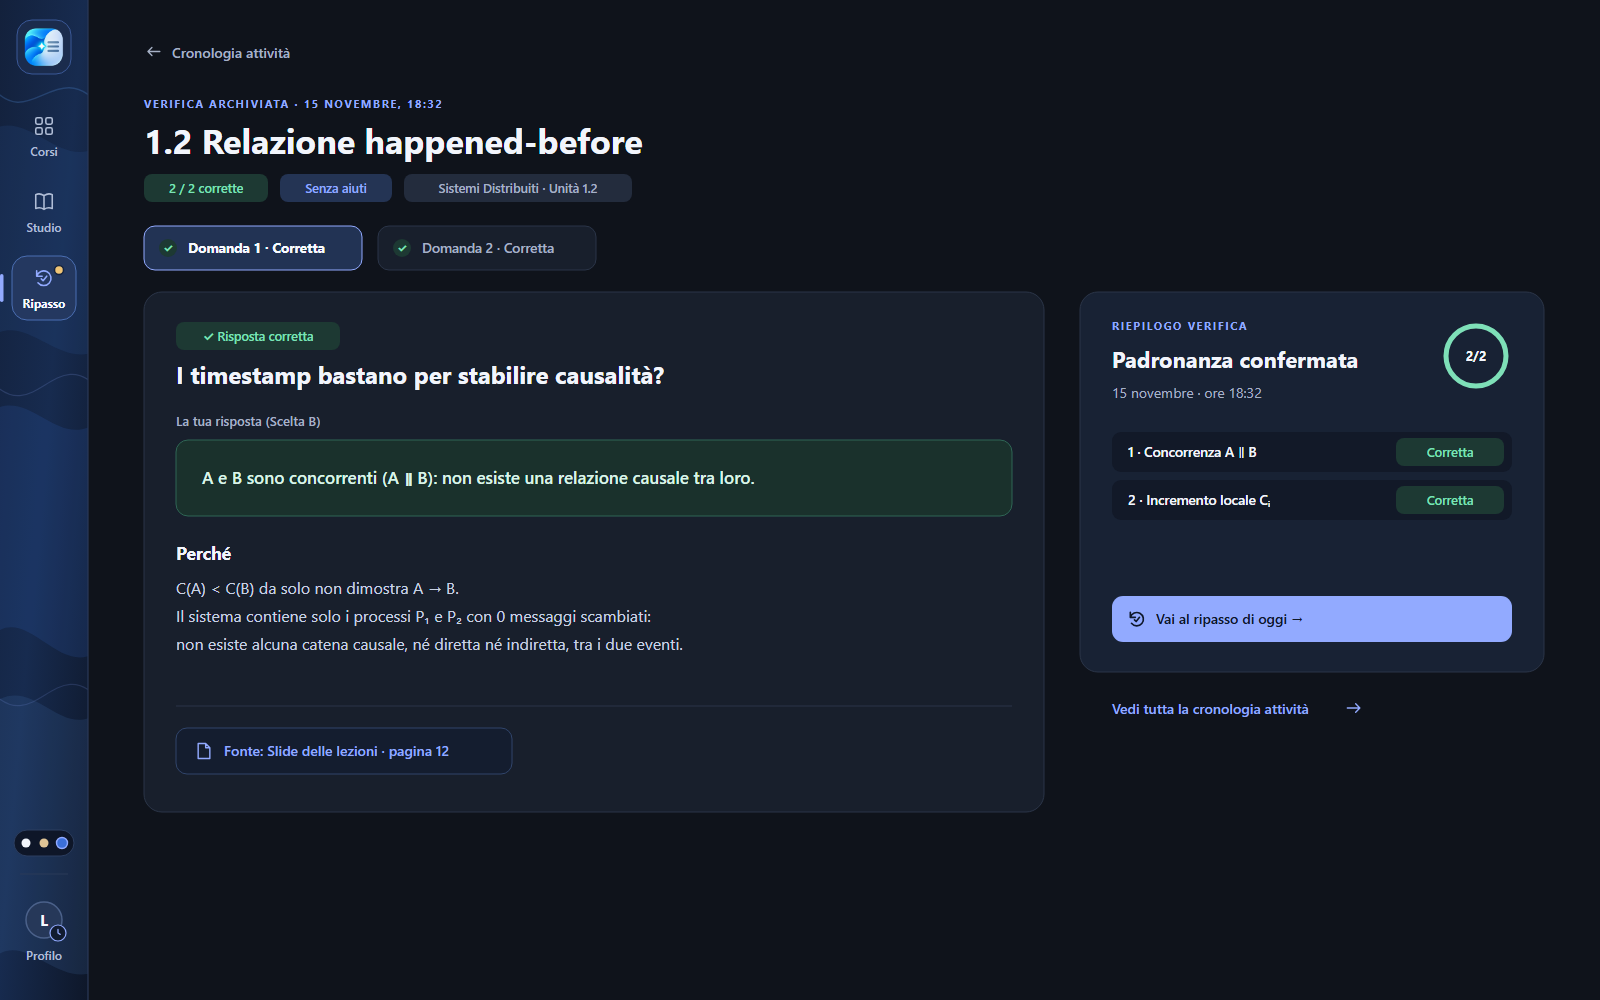 Corsi
Studio
Ripasso
L
Profilo
← Cronologia attività
VERIFICA ARCHIVIATA · 15 NOVEMBRE, 18:32
1.2 Relazione happened-before
2 / 2 corrette
Senza aiuti
Sistemi Distribuiti · Unità 1.2
✓ Domanda 1 · Corretta
✓ Domanda 2 · Corretta
✓ Risposta corretta
I timestamp bastano per stabilire causalità?
La tua risposta (Scelta B)
A e B sono concorrenti (A ∥ B): non esiste una relazione causale tra loro.
Perché
C(A) < C(B) da solo non dimostra A → B.
Il sistema contiene solo i processi P₁ e P₂ con 0 messaggi scambiati:
non esiste alcuna catena causale, né diretta né indiretta, tra i due eventi.
Fonte: Slide delle lezioni · pagina 12
RIEPILOGO VERIFICA
Padronanza confermata
15 novembre · ore 18:32
2/2
1 · Concorrenza A ∥ B
Corretta
2 · Incremento locale Cᵢ
Corretta
Vai al ripasso di oggi →
Vedi tutta la cronologia attività →